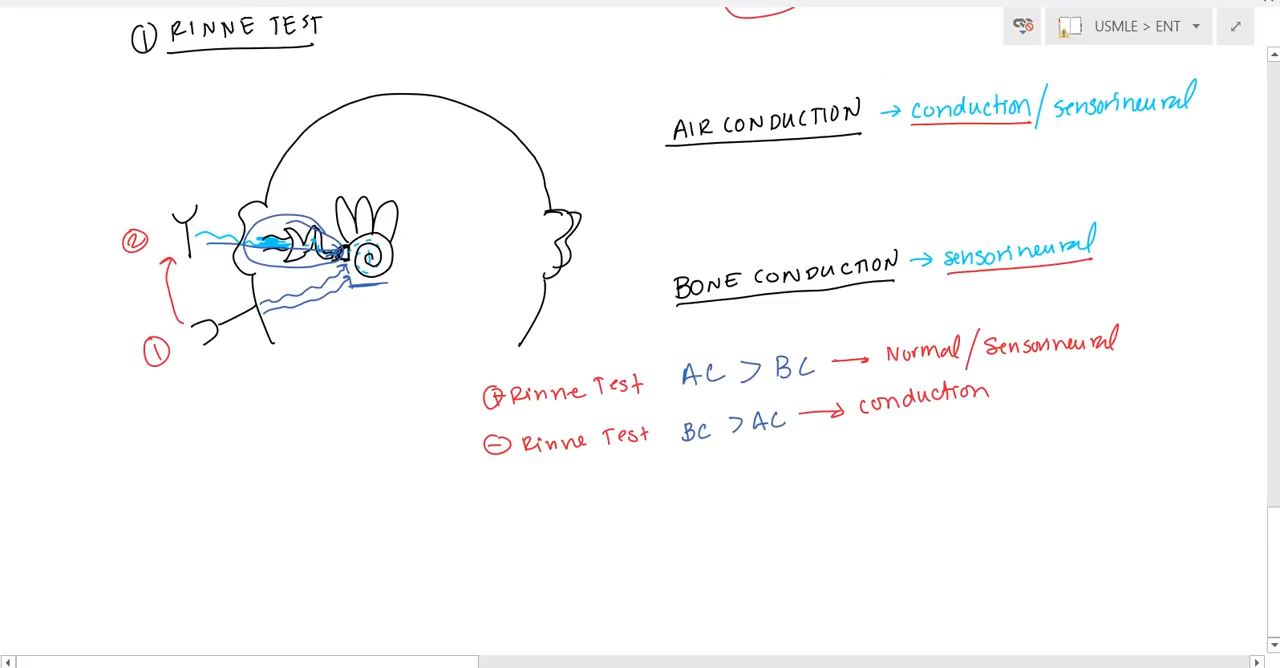 ① RINNE TEST
USMLE > ENT
AIR CONDUCTION → conduction/sensorineural
②
①
BONE CONDUCTION → sensorineural
⊕ Rinne Test AC > BC → Normal/Sensorineural
⊖ Rinne Test BC > AC → conduction